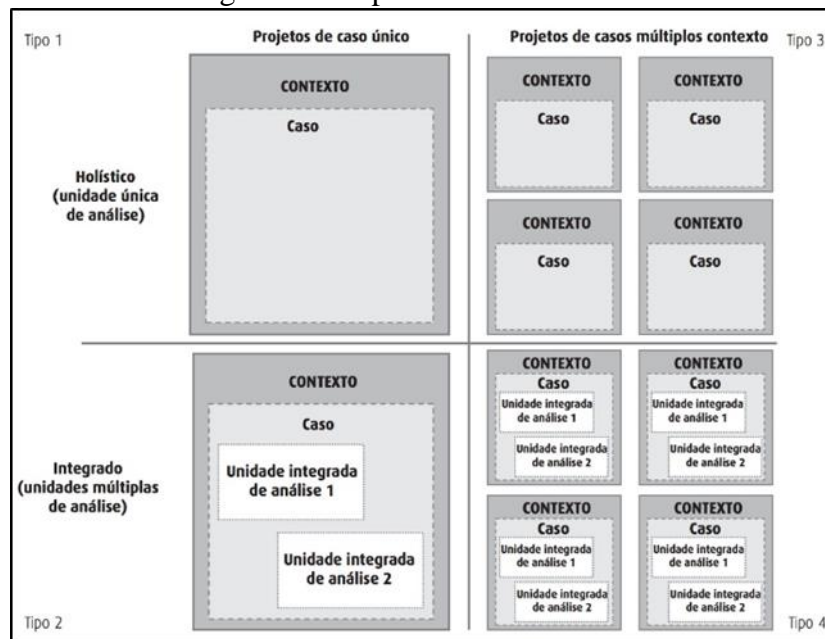 Tipo 1
Projetos de caso único
Projetos de casos múltiplos contexto
Tipo 3
Holístico
(unidade única
de análise)
CONTEXTO
Caso
CONTEXTO
Caso
CONTEXTO
Caso
CONTEXTO
Caso
CONTEXTO
Caso
Integrado
(unidades múltiplas
de análise)
CONTEXTO
Caso
Unidade integrada
de análise 1
Unidade integrada
de análise 2
CONTEXTO
Caso
Unidade integrada
de análise 1
Unidade integrada
de análise 2
CONTEXTO
Caso
Unidade integrada
de análise 1
Unidade integrada
de análise 2
CONTEXTO
Caso
Unidade integrada
de análise 1
Unidade integrada
de análise 2
CONTEXTO
Caso
Unidade integrada
de análise 1
Unidade integrada
de análise 2
Tipo 2
Tipo 4